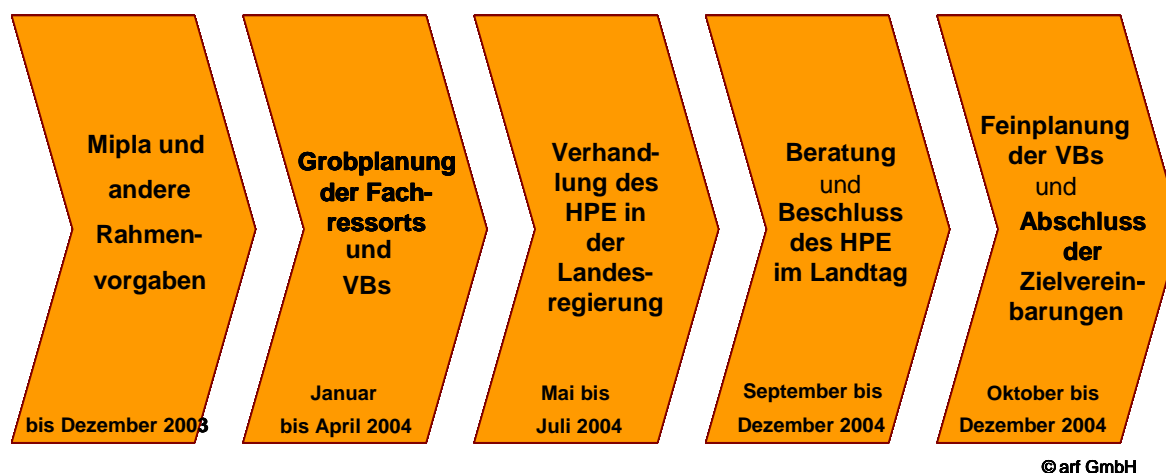 Mipla und
andere
Rahmen-
vorgaben
bis Dezember 2003
Grobplanung
der Fach-
ressorts
und
VBs
Januar
bis April 2004
Verhand-
lung des
HPE in
der
Landes-
regierung
Mai bis
Juli 2004
Beratung
und
Beschluss
des HPE
im Landtag
September bis
Dezember 2004
Feinplanung
der VBs
und
Abschluss
der
Zielverein-
barungen
Oktober bis
Dezember 2004
© arf GmbH